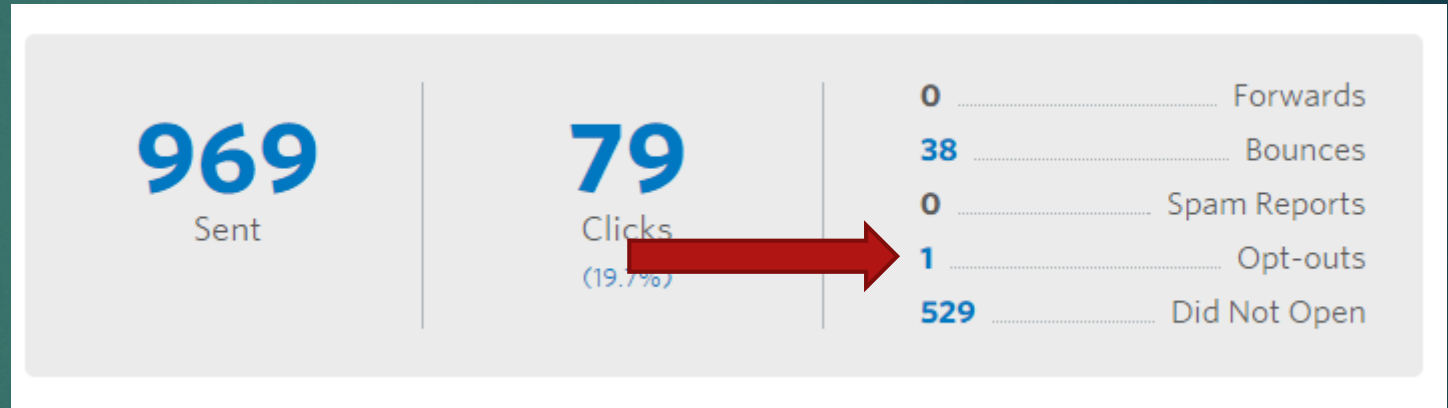 969
Sent
79
Clicks
(19.7%)
0 Forwards
38 Bounces
0 Spam Reports
1 Opt-outs
529 Did Not Open